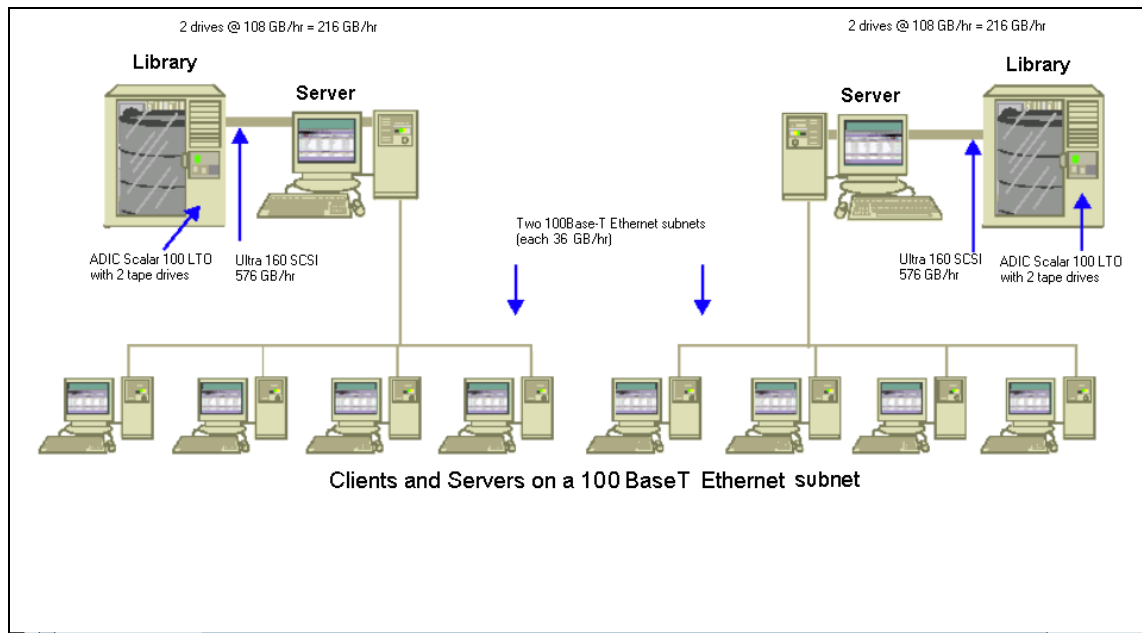 2 drives @ 108 GB/hr = 216 GB/hr
2 drives @ 108 GB/hr = 216 GB/hr
Library
Server
Server
Library
Two 100Base-T Ethernet subnets
(each 36 GB/hr)
ADIC Scalar 100 LTO
with 2 tape drives
Ultra 160 SCSI
576 GB/hr
Ultra 160 SCSI
576 GB/hr
ADIC Scalar 100 LTO
with 2 tape drives
Clients and Servers on a 100 BaseT Ethernet subnet